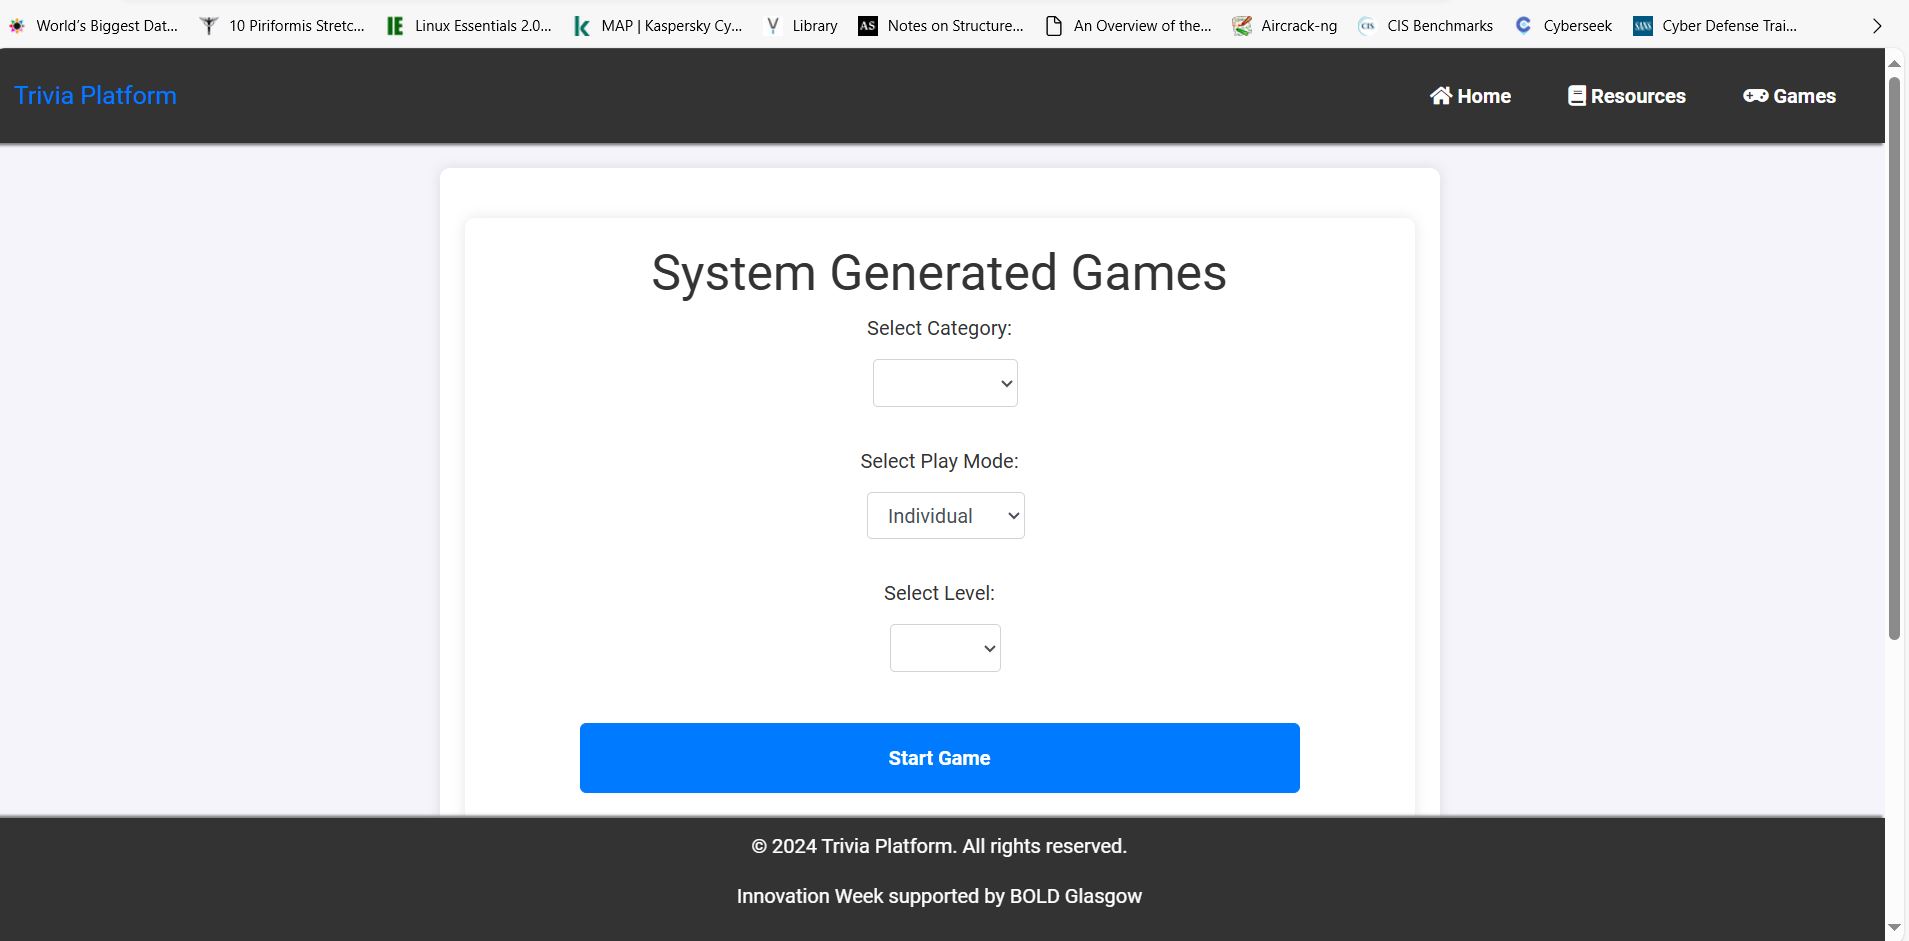 World's Biggest Dat... 10 Piriformis Stretc... Linux Essentials 2.0... MAP | Kaspersky Cy... Library AS Notes on Structure... An Overview of the... Aircrack-ng CIS CIS Benchmarks Cyberseek SANS Cyber Defense Trai...
Trivia Platform Home Resources Games
System Generated Games
Select Category:
Select Play Mode:
Individual
Select Level:
Start Game
© 2024 Trivia Platform. All rights reserved.
Innovation Week supported by BOLD Glasgow